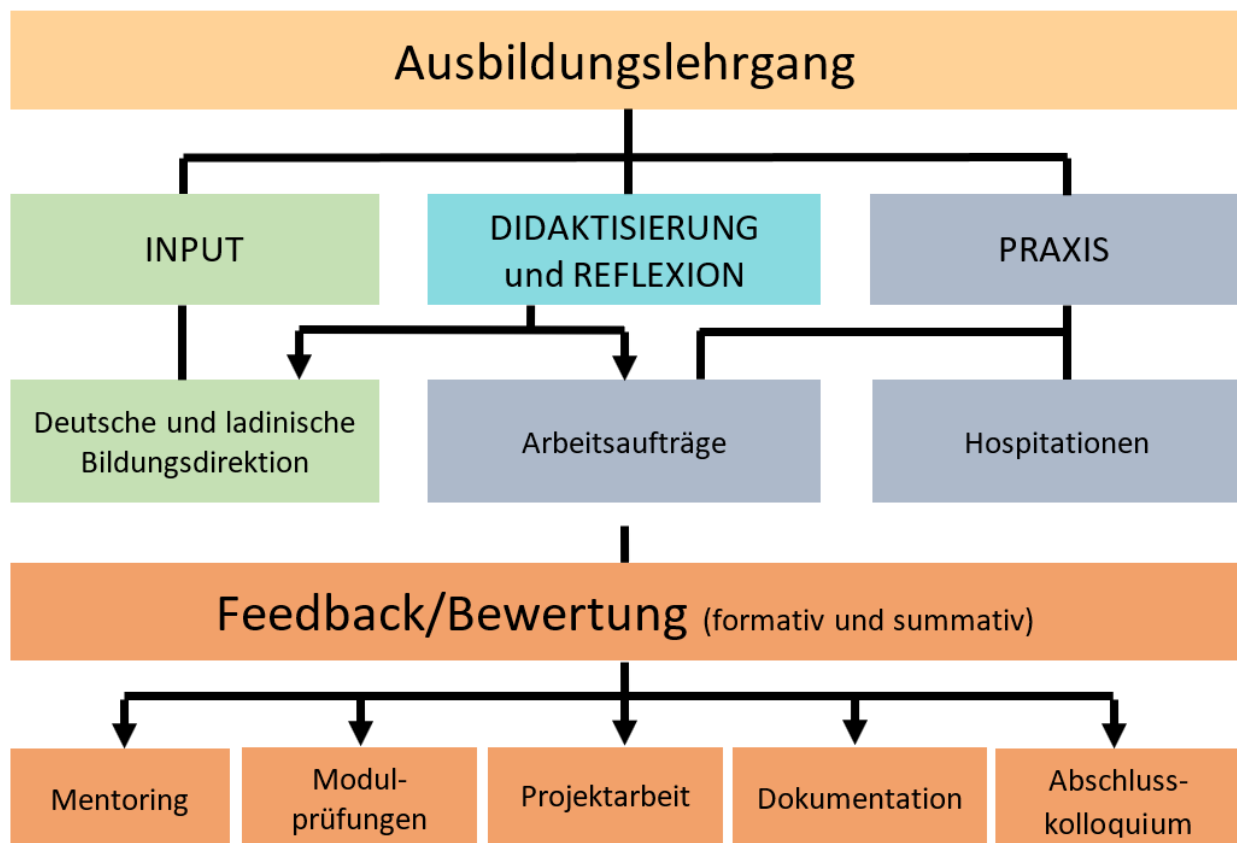 Ausbildungslehrgang
INPUT
DIDAKTISIERUNG
und REFLEXION
PRAXIS
Deutsche und ladinische
Bildungsdirektion
Arbeitsaufträge
Hospitationen
Feedback/Bewertung (formativ und summativ)
Mentoring
Modul-
prüfungen
Projektarbeit
Dokumentation
Abschluss-
kolloquium